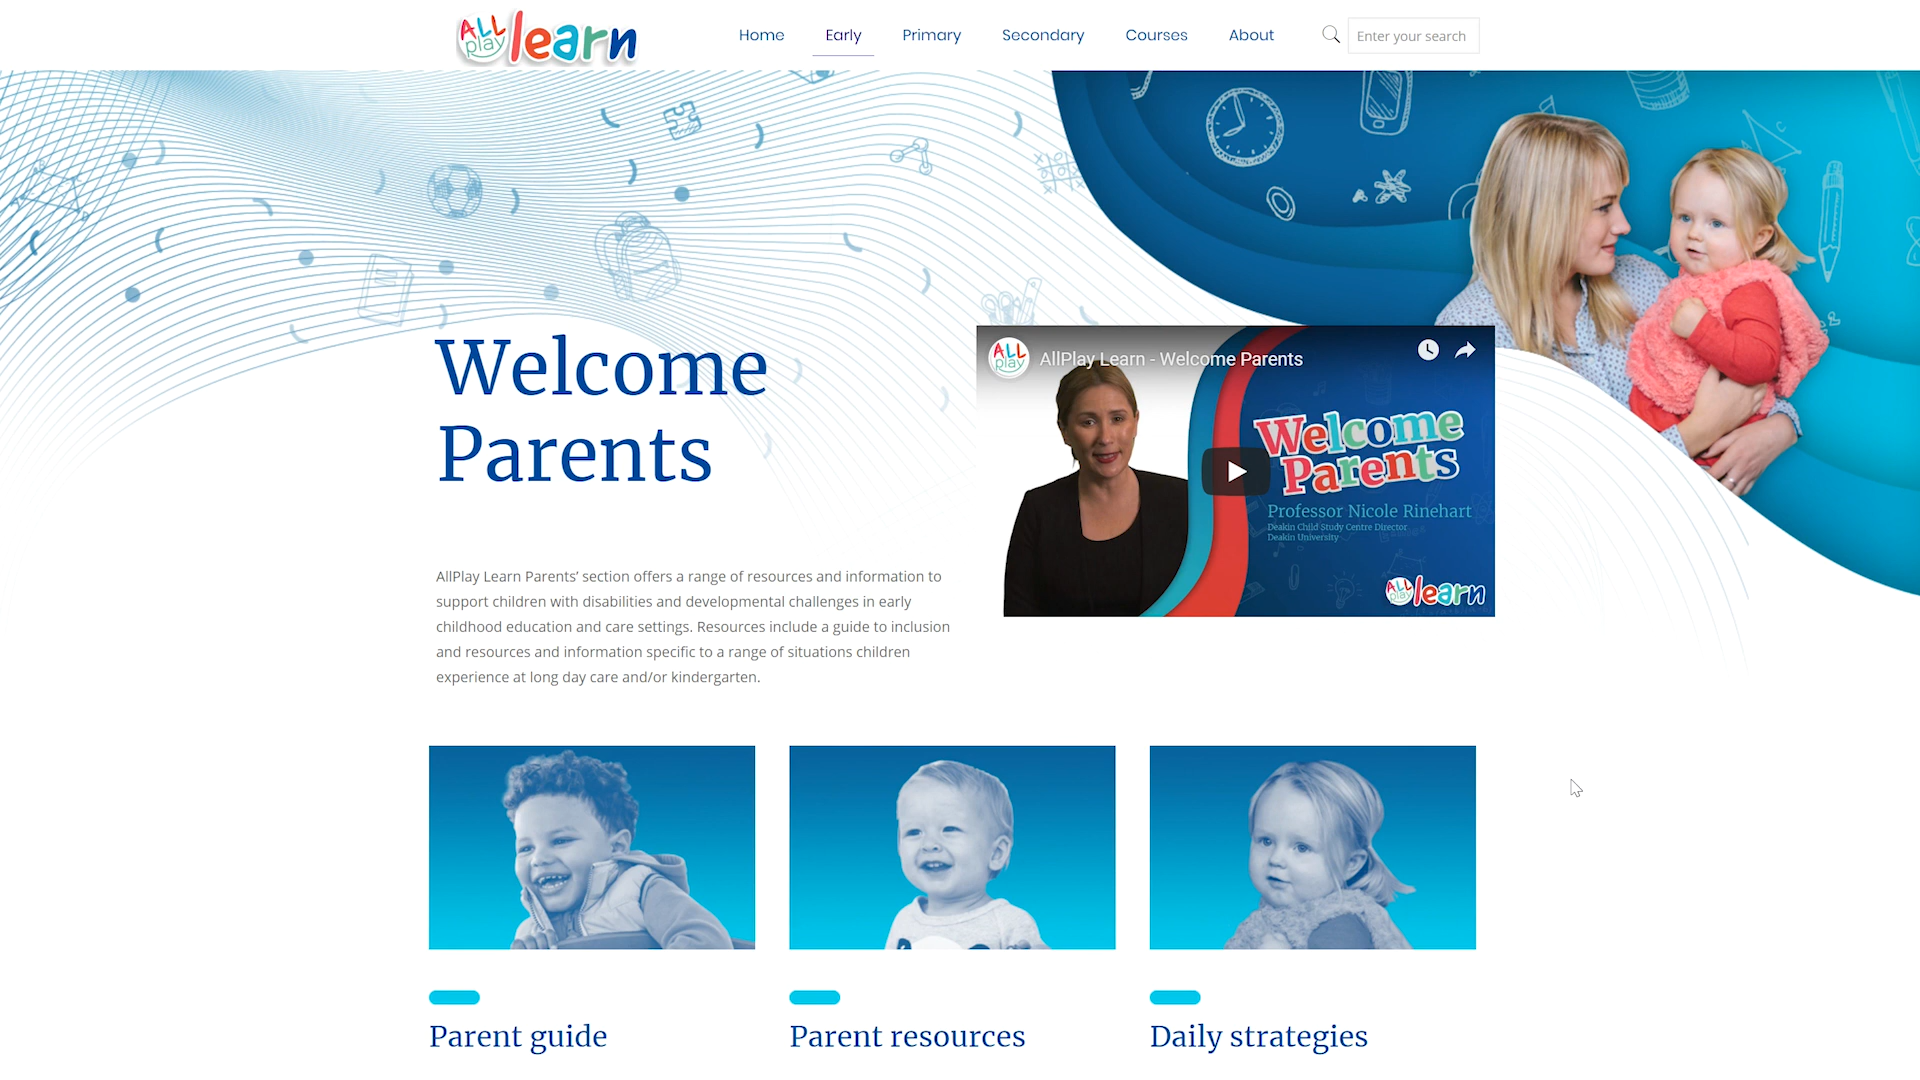 ALL play learn
Home
Early
Primary
Secondary
Courses
About
Enter your search
Welcome
Parents
ALL play
AllPlay Learn - Welcome Parents
Welcome
Parents
Professor Nicole Rinehart
Deakin Child Study Centre Director
Deakin University
ALL play learn
AllPlay Learn Parents’ section offers a range of resources and information to
support children with disabilities and developmental challenges in early
childhood education and care settings. Resources include a guide to inclusion
and resources and information specific to a range of situations children
experience at long day care and/or kindergarten.
Parent guide
Parent resources
Daily strategies